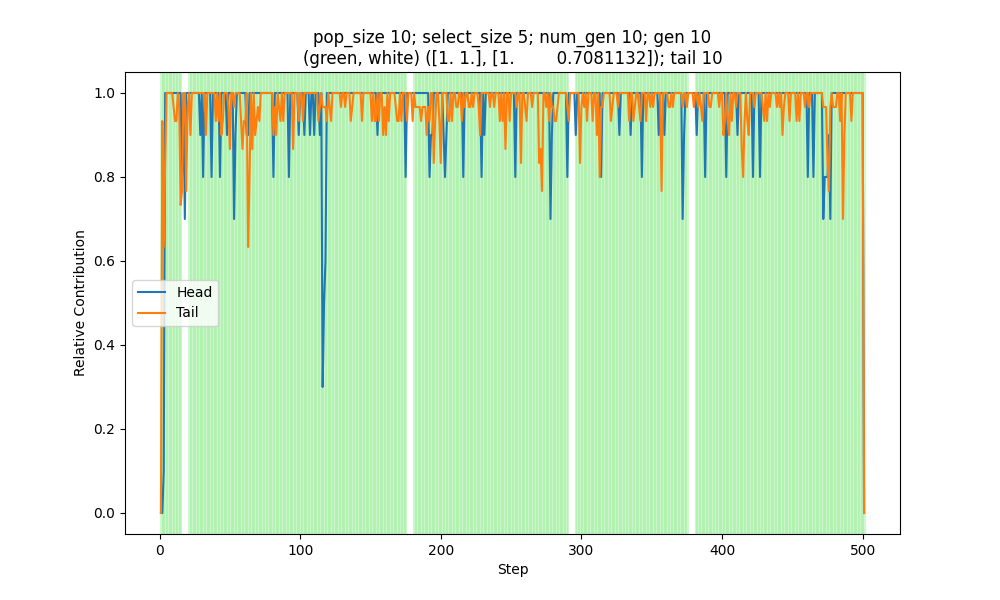 pop_size 10; select_size 5; num_gen 10; gen 10
(green, white) ([1. 1.], [1.        0.7081132]); tail 10
1.0
0.8
0.6
0.4
0.2
0.0
Relative Contribution
Head
Tail
0
100
200
300
400
500
Step